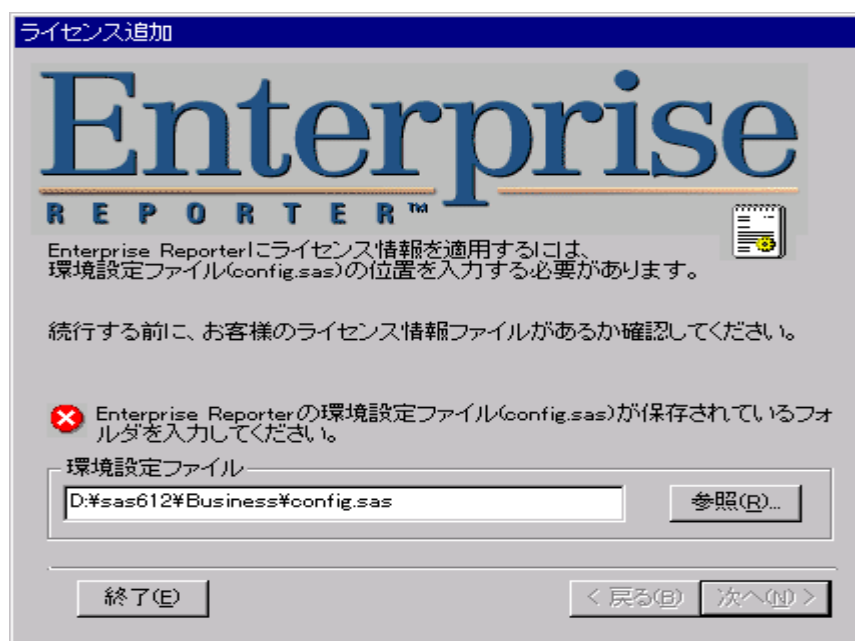 ライセンス追加
Enterprise
REPORTER™
Enterprise Reporterにライセンス情報を適用するには、
環境設定ファイル(config.sas)の位置を入力する必要があります。
続行する前に、お客様のライセンス情報ファイルがあるか確認してください。
Enterprise Reporterの環境設定ファイル(config.sas)が保存されているフォ
ルダを入力してください。
環境設定ファイル
D:¥sas612¥Business¥config.sas
参照(R)...
終了(E)
< 戻る(B)
次へ(N) >